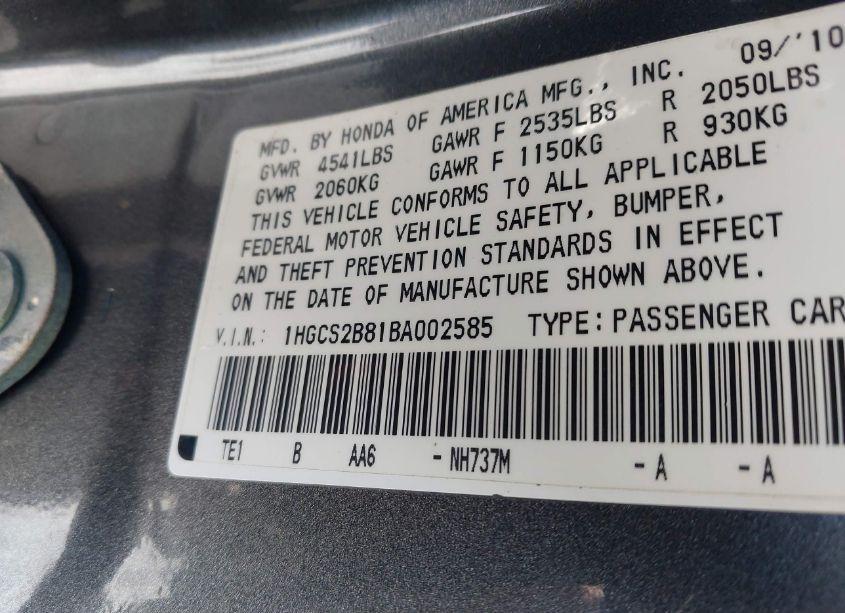 09/'10
MFD. BY HONDA OF AMERICA MFG., INC.
GVWR 4541LBS GAWR F 2535LBS R 2050LBS
GVWR 2060KG GAWR F 1150KG R 930KG
THIS VEHICLE CONFORMS TO ALL APPLICABLE
FEDERAL MOTOR VEHICLE SAFETY, BUMPER,
AND THEFT PREVENTION STANDARDS IN EFFECT
ON THE DATE OF MANUFACTURE SHOWN ABOVE.
V.I.N.: 1HGCS2B81BA002585 TYPE:PASSENGER CAR
TE1 B AA6 -NH737M -A -A